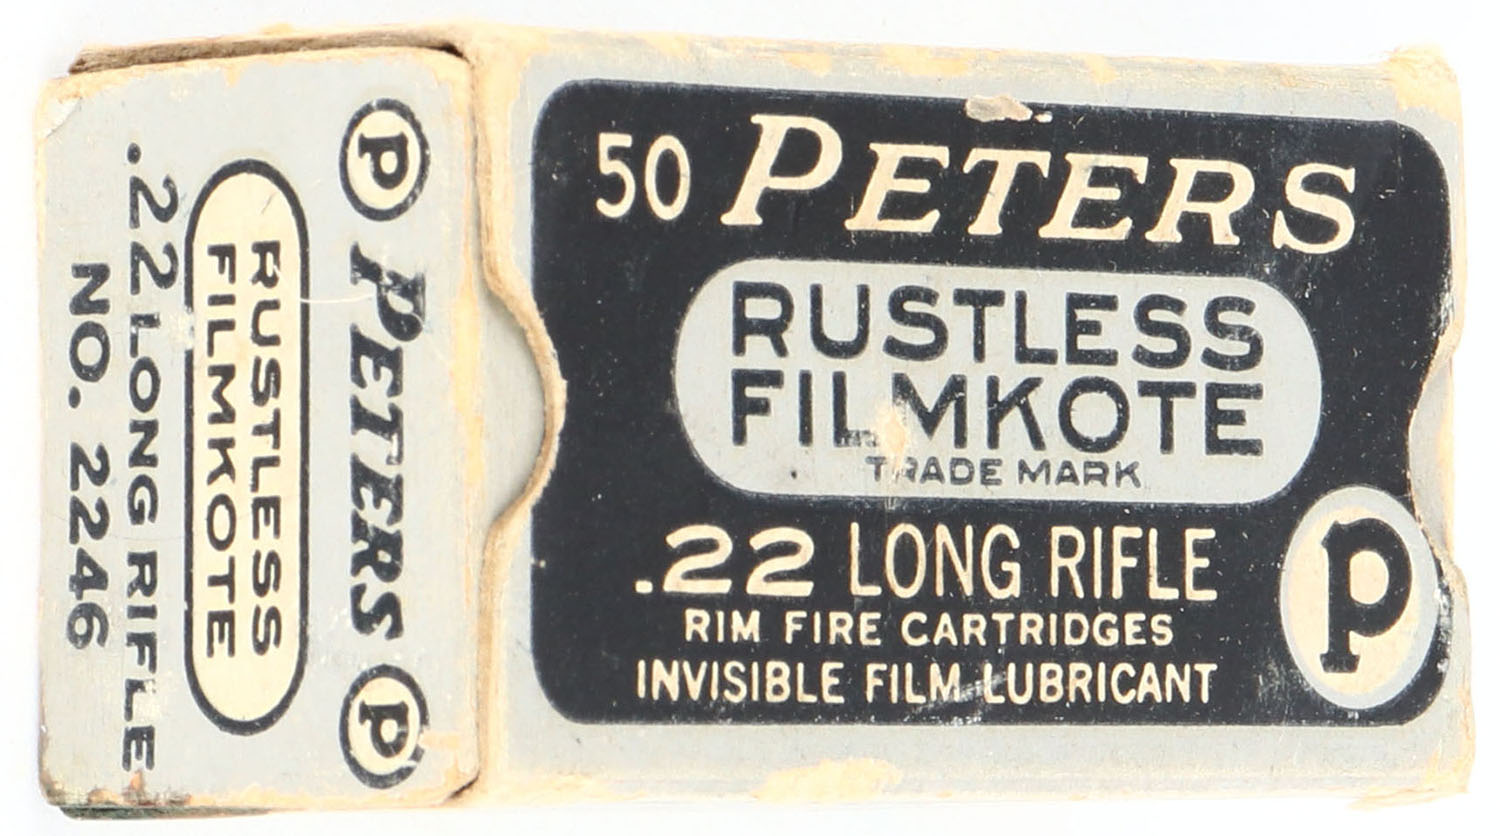 50 PETERS
RUSTLESS
FILMKOTE
TRADE MARK
.22 LONG RIFLE
RIM FIRE CARTRIDGES
INVISIBLE FILM LUBRICANT
P
P PETERS P
RUSTLESS
FILMKOTE
.22 LONG RIFLE
NO. 2246